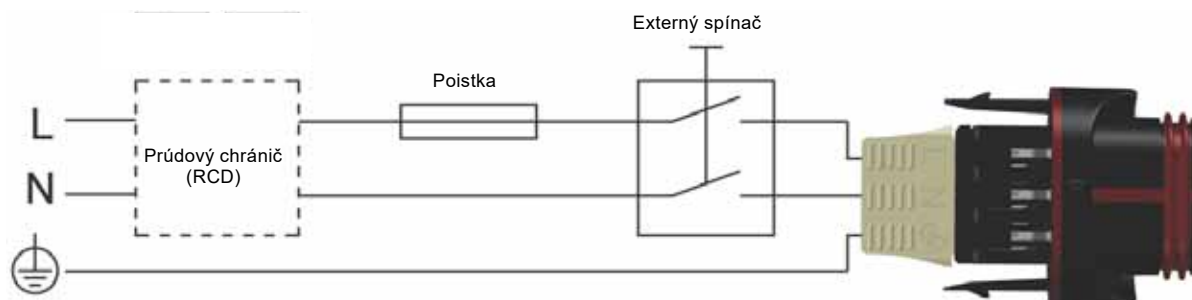 Externý spínač
Poistka
L
Prúdový chránič
(RCD)
N
L
N